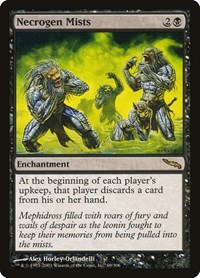 Necrogen Mists 2
Enchantment
At the beginning of each player's
upkeep, that player discards a card
from his or her hand.
Mephidross filled with roars of fury and
wails of despair as the leonin fought to
keep their memories from being pulled into
the mists.
Alex Horley-Orlandelli